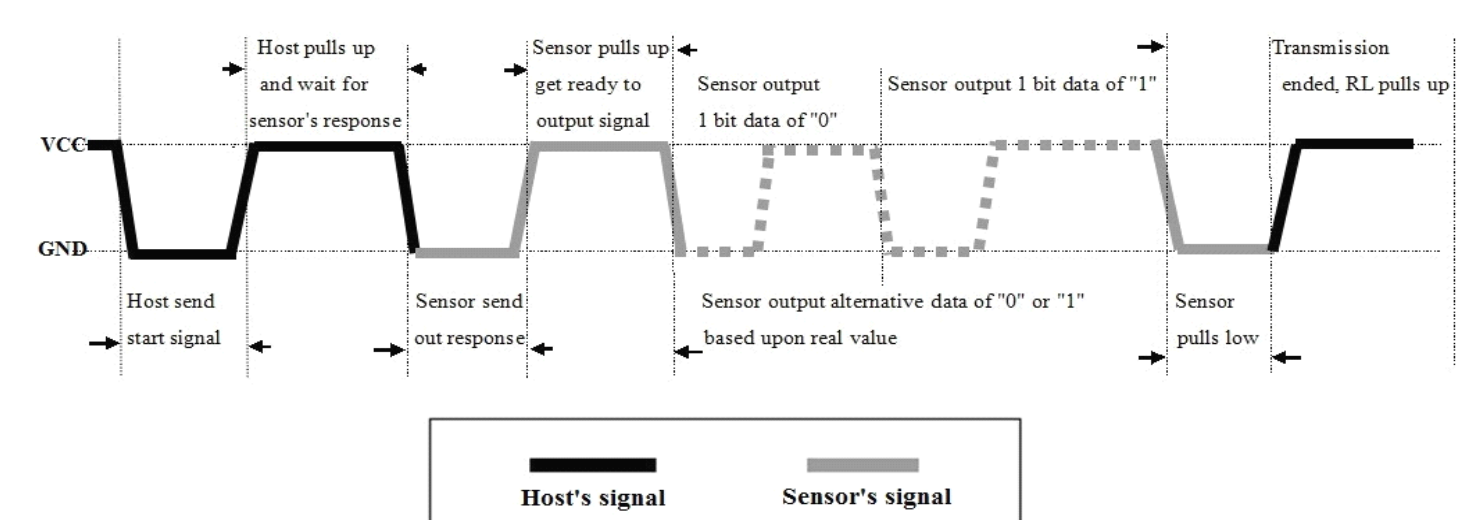 Host pulls up
and wait for
sensor's response
Sensor pulls up
get ready to
output signal
Sensor output
1 bit data of "0"
Sensor output 1 bit data of "1"
Transmission
ended, RL pulls up
VCC
GND
Host send
start signal
Sensor send
out response
Sensor output alternative data of "0" or "1"
based upon real value
Sensor
pulls low
Host's signal
Sensor's signal